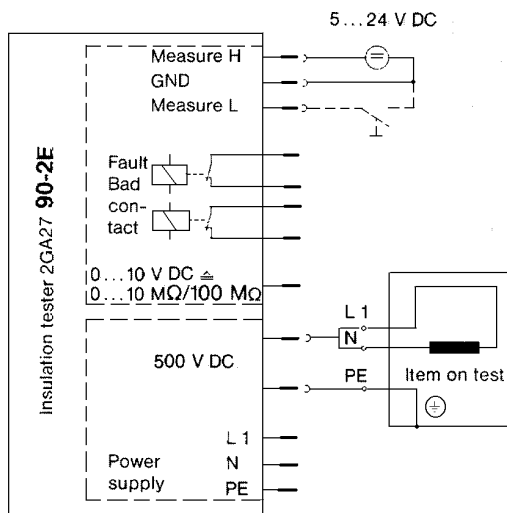 5...24 V DC
Measure H
GND
Measure L
Insulation tester 2GA27 90-2E
Fault
Bad
con-
tact
0...10 V DC ≙
0...10 MΩ/100 MΩ
L 1
N
500 V DC
PE
Item on test
L 1
Power
N
supply
PE